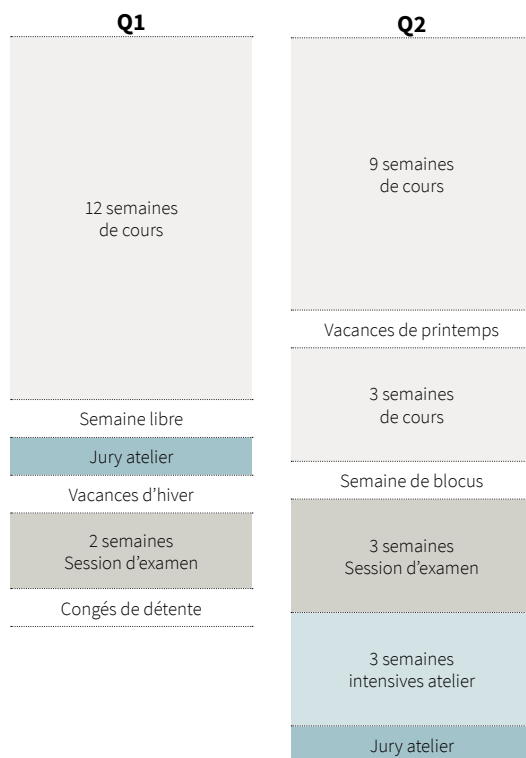 Q1
12 semaines
de cours
Semaine libre
Jury atelier
Vacances d'hiver
2 semaines
Session d'examen
Congés de détente
Q2
9 semaines
de cours
Vacances de printemps
3 semaines
de cours
Semaine de blocus
3 semaines
Session d'examen
3 semaines
intensives atelier
Jury atelier